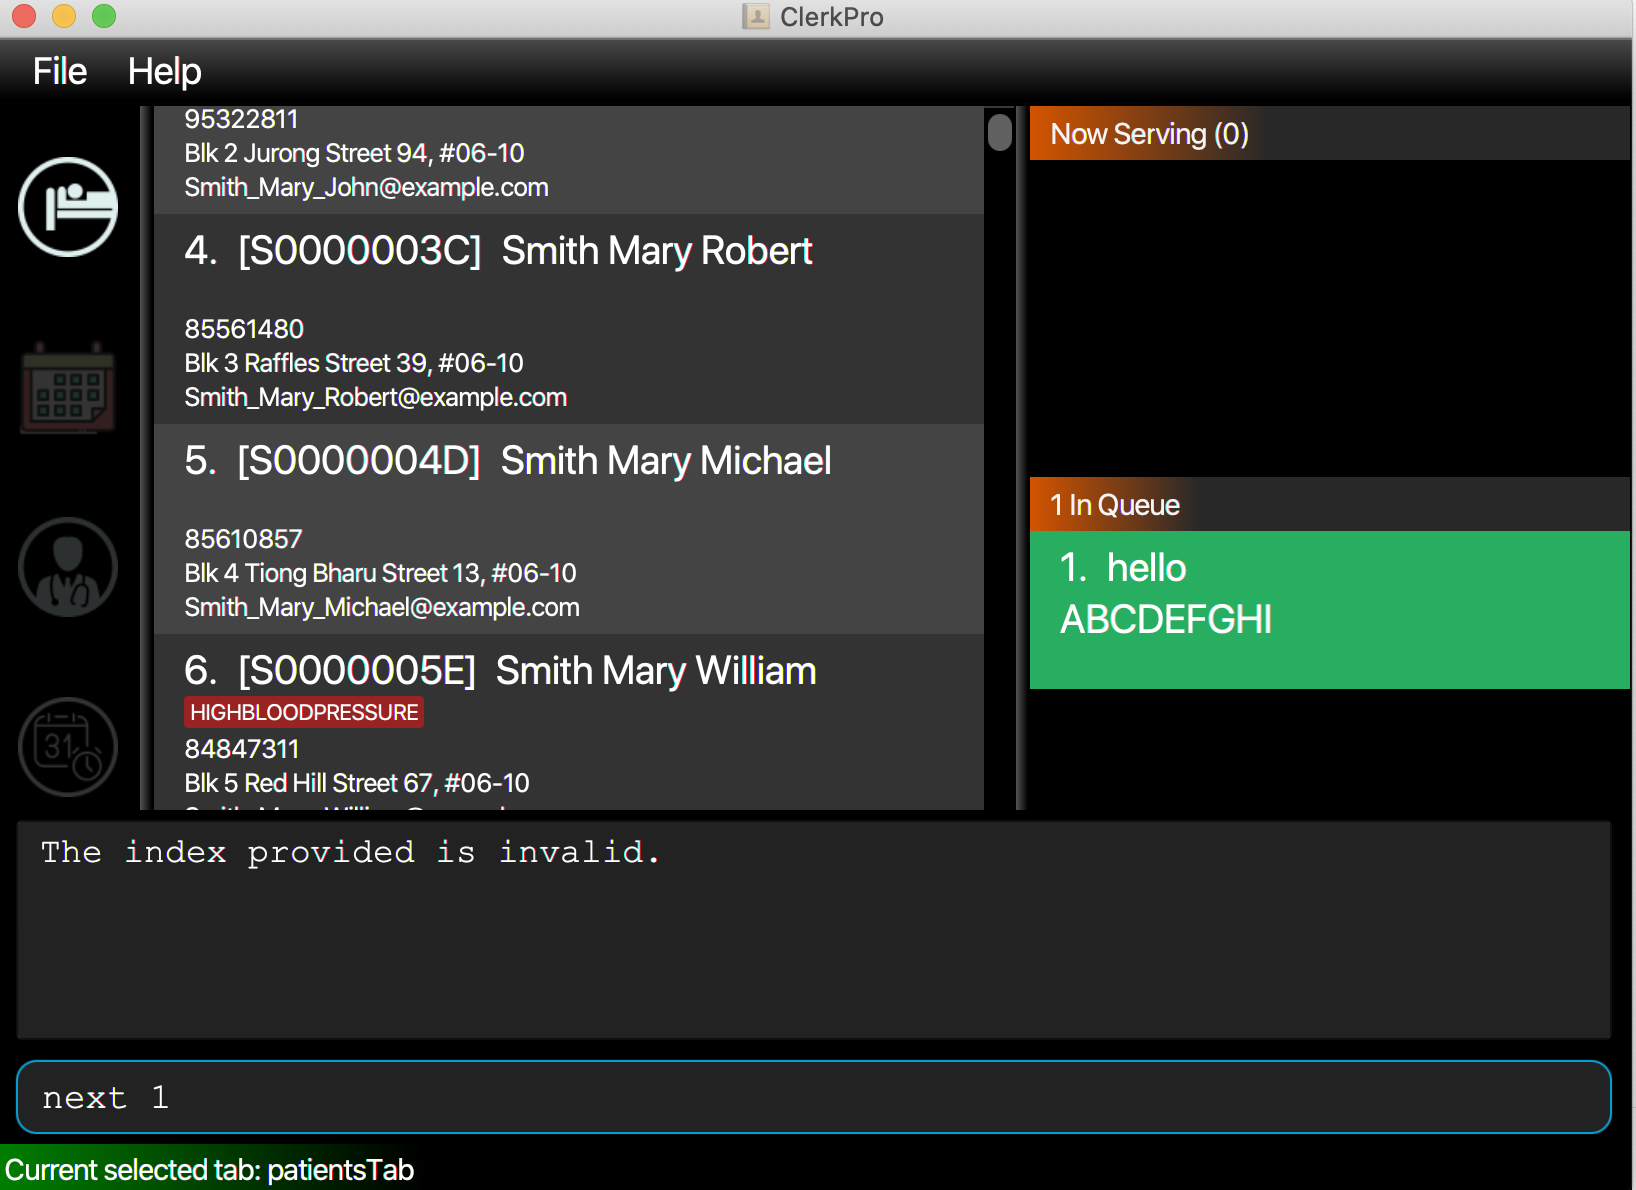 ClerkPro
File Help
95322811
Blk 2 Jurong Street 94, #06-10
Smith_Mary_John@example.com
4. [S0000003C] Smith Mary Robert
85561480
Blk 3 Raffles Street 39, #06-10
Smith_Mary_Robert@example.com
5. [S0000004D] Smith Mary Michael
85610857
Blk 4 Tiong Bharu Street 13, #06-10
Smith_Mary_Michael@example.com
6. [S0000005E] Smith Mary William
HIGHBLOODPRESSURE
84847311
Blk 5 Red Hill Street 67, #06-10
Now Serving (0)
1 In Queue
1. hello
ABCDEFGHI
31
The index provided is invalid.
next 1
Current selected tab: patientsTab